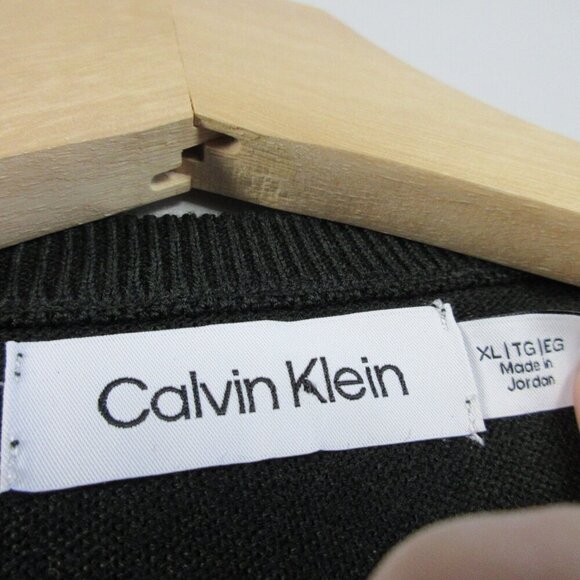 Calvin Klein
XL|TG|EG
Made in
Jordan